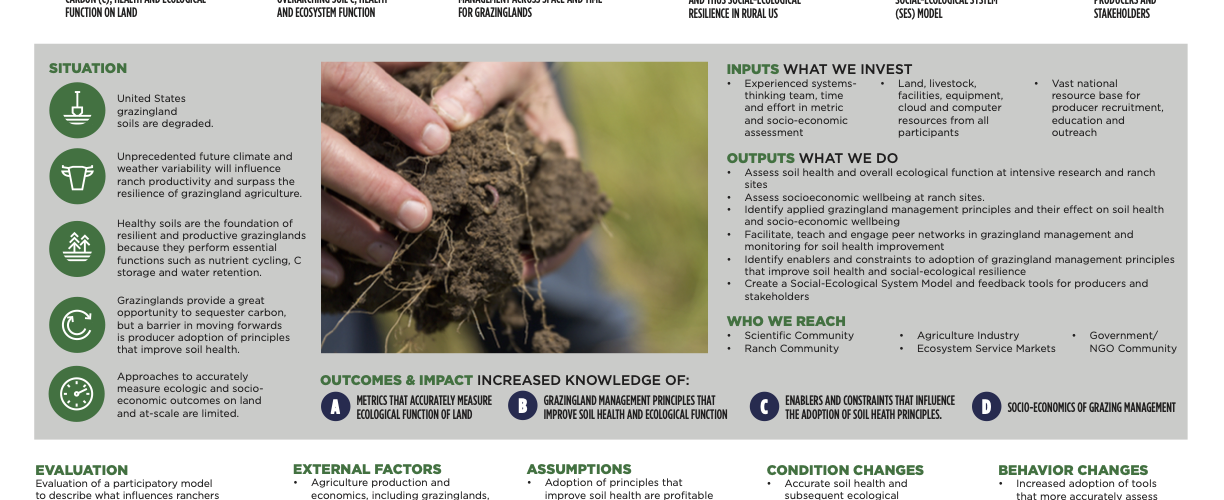 CARBON (C), HEALTH AND ECOLOGICAL
FUNCTION ON LAND
OVERARCHING SOIL C, HEALTH
AND ECOSYSTEM FUNCTION
MANAGEMENT ACROSS SPACE AND TIME
FOR GRAZINGLANDS
AND THUS SOCIAL-ECOLOGICAL
RESILIENCE IN RURAL US
SOCIAL-ECOLOGICAL SYSTEM
(SES) MODEL
PRODUCERS AND
STAKEHOLDERS
SITUATION
United States
grazingland
soils are degraded.
Unprecedented future climate and
weather variability will influence
ranch productivity and surpass the
resilience of grazingland agriculture.
Healthy soils are the foundation of
resilient and productive grazinglands
because they perform essential
functions such as nutrient cycling, C
storage and water retention.
Grazinglands provide a great
opportunity to sequester carbon,
but a barrier in moving forwards
is producer adoption of principles
that improve soil health.
Approaches to accurately
measure ecologic and socio-
economic outcomes on land
and at-scale are limited.
INPUTS WHAT WE INVEST
• Experienced systems-
thinking team, time
and effort in metric
and socio-economic
assessment
• Land, livestock,
facilities, equipment,
cloud and computer
resources from all
participants
• Vast national
resource base for
producer recruitment,
education and
outreach
OUTPUTS WHAT WE DO
• Assess soil health and overall ecological function at intensive research and ranch
sites
• Assess socioeconomic wellbeing at ranch sites.
• Identify applied grazingland management principles and their effect on soil health
and socio-economic wellbeing
• Facilitate, teach and engage peer networks in grazingland management and
monitoring for soil health improvement
• Identify enablers and constraints to adoption of grazingland management principles
that improve soil health and social-ecological resilience
• Create a Social-Ecological System Model and feedback tools for producers and
stakeholders
WHO WE REACH
• Scientific Community
• Ranch Community
• Agriculture Industry
• Ecosystem Service Markets
• Government/
NGO Community
OUTCOMES & IMPACT INCREASED KNOWLEDGE OF:
A METRICS THAT ACCURATELY MEASURE
ECOLOGICAL FUNCTION OF LAND
B GRAZINGLAND MANAGEMENT PRINCIPLES THAT
IMPROVE SOIL HEALTH AND ECOLOGICAL FUNCTION
C ENABLERS AND CONSTRAINTS THAT INFLUENCE
THE ADOPTION OF SOIL HEATH PRINCIPLES.
D SOCIO-ECONOMICS OF GRAZING MANAGEMENT
EVALUATION
Evaluation of a participatory model
to describe what influences ranchers
EXTERNAL FACTORS
• Agriculture production and
economics, including grazinglands,
ASSUMPTIONS
• Adoption of principles that
improve soil health are profitable
CONDITION CHANGES
• Accurate soil health and
subsequent ecological
BEHAVIOR CHANGES
• Increased adoption of tools
that more accurately assess